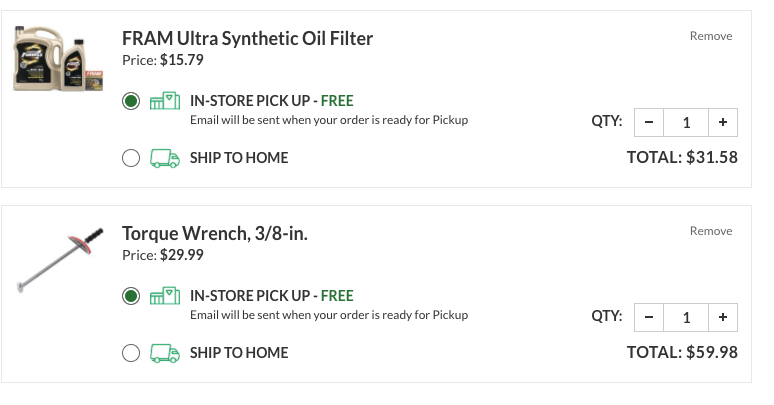 FRAM Ultra Synthetic Oil Filter
Remove
Price: $15.79
IN-STORE PICK UP - FREE
Email will be sent when your order is ready for Pickup
QTY: − 1 +
SHIP TO HOME
TOTAL: $31.58
Torque Wrench, 3/8-in.
Remove
Price: $29.99
IN-STORE PICK UP - FREE
Email will be sent when your order is ready for Pickup
QTY: − 1 +
SHIP TO HOME
TOTAL: $59.98